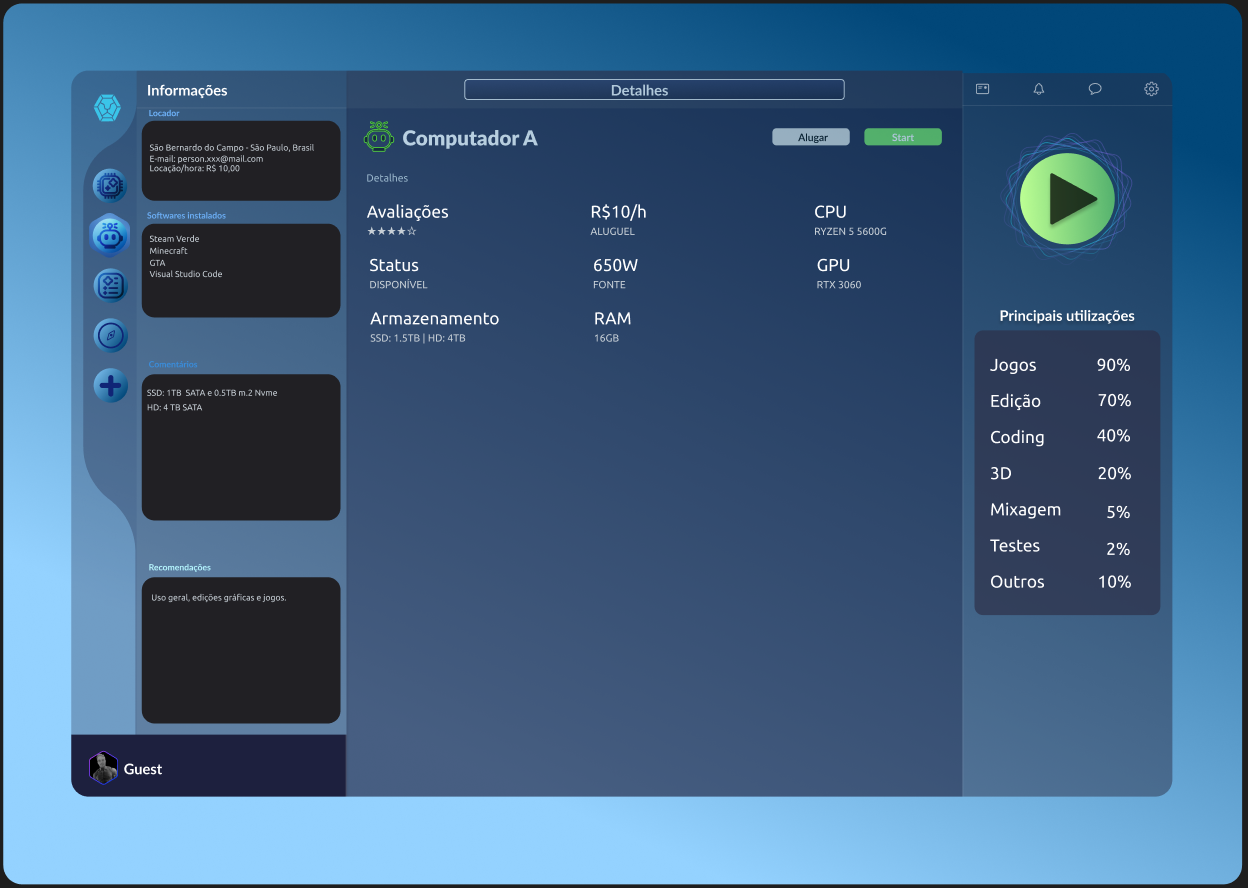 Informações
Locador
São Bernardo do Campo - São Paulo, Brasil
E-mail: person.xxx@mail.com
Locação/hora: R$ 10,00
Softwares instalados
Steam Verde
Minecraft
GTA
Visual Studio Code
Comentários
SSD: 1TB SATA e 0.5TB m.2 Nvme
HD: 4 TB SATA
Recomendações
Uso geral, edições gráficas e jogos.
Guest
Detalhes
Computador A
Alugar
Start
Detalhes
Avaliações
★★★★☆
R$10/h
ALUGUEL
CPU
RYZEN 5 5600G
Status
DISPONÍVEL
650W
FONTE
GPU
RTX 3060
Armazenamento
SSD: 1.5TB | HD: 4TB
RAM
16GB
Principais utilizações
Jogos 90%
Edição 70%
Coding 40%
3D 20%
Mixagem 5%
Testes 2%
Outros 10%